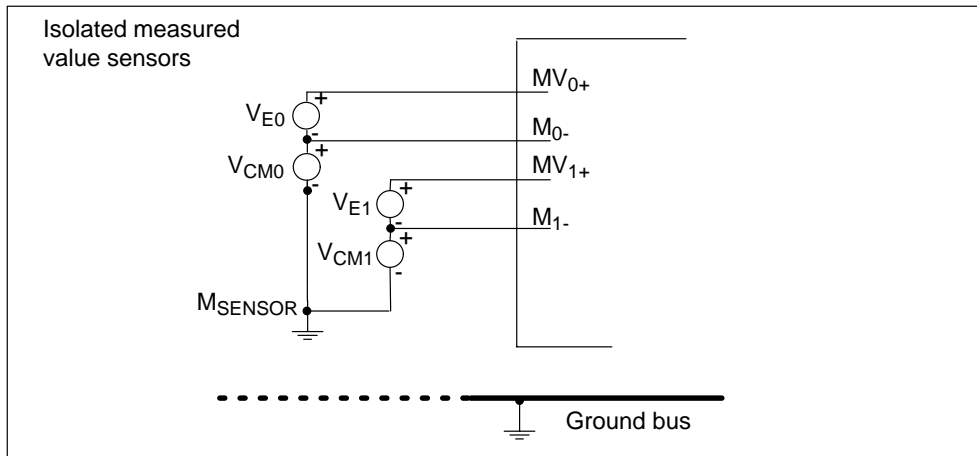 Isolated measured
value sensors
MV0+
VE0
+
-
M0-
VCM0
+
-
MV1+
VE1
+
-
M1-
VCM1
+
-
MSENSOR
Ground bus